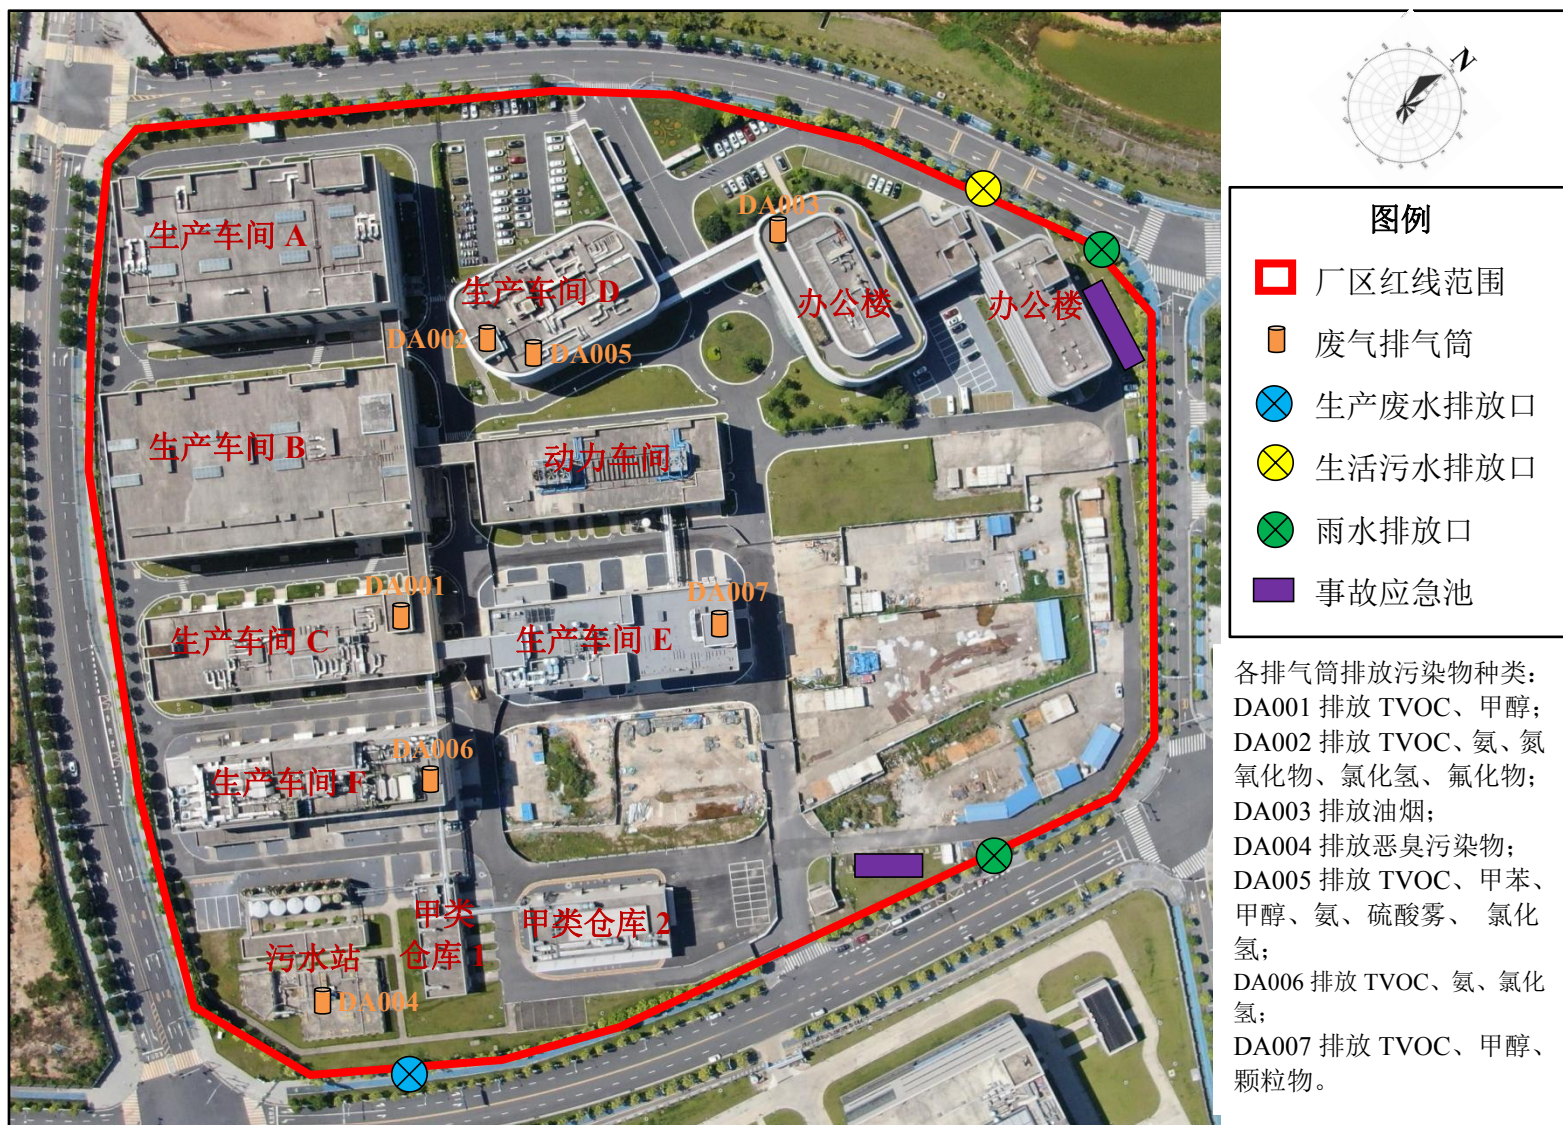 N
图例
厂区红线范围
废气排气筒
生产废水排放口
生活污水排放口
雨水排放口
事故应急池
各排气筒排放污染物种类：
DA001 排放 TVOC、甲醇；
DA002 排放 TVOC、氨、氮
氧化物、氯化氢、氟化物；
DA003 排放油烟；
DA004 排放恶臭污染物；
DA005 排放 TVOC、甲苯、
甲醇、氨、硫酸雾、 氯化
氢；
DA006 排放 TVOC、氨、氯化
氢；
DA007 排放 TVOC、甲醇、
颗粒物。
DA003
生产车间 A
生产车间 D
办公楼
办公楼
DA002
DA005
生产车间 B
动力车间
DA001
DA007
生产车间 C
生产车间 E
DA006
生产车间 F
甲类
仓库 1
甲类仓库 2
污水站
DA004